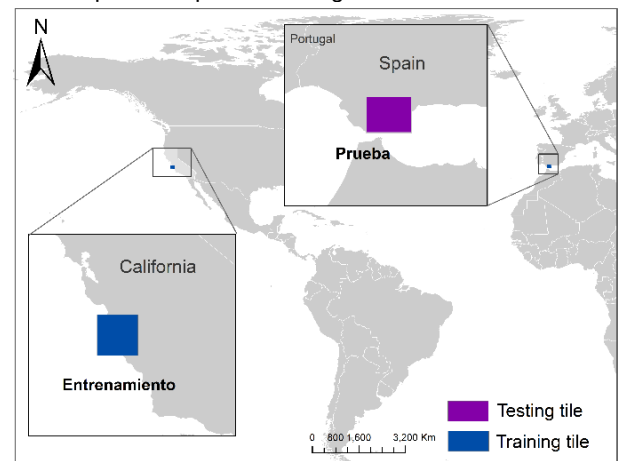 N
Portugal
Spain
Prueba
California
Entrenamiento
Testing tile
Training tile
0 800 1,600 3,200 Km